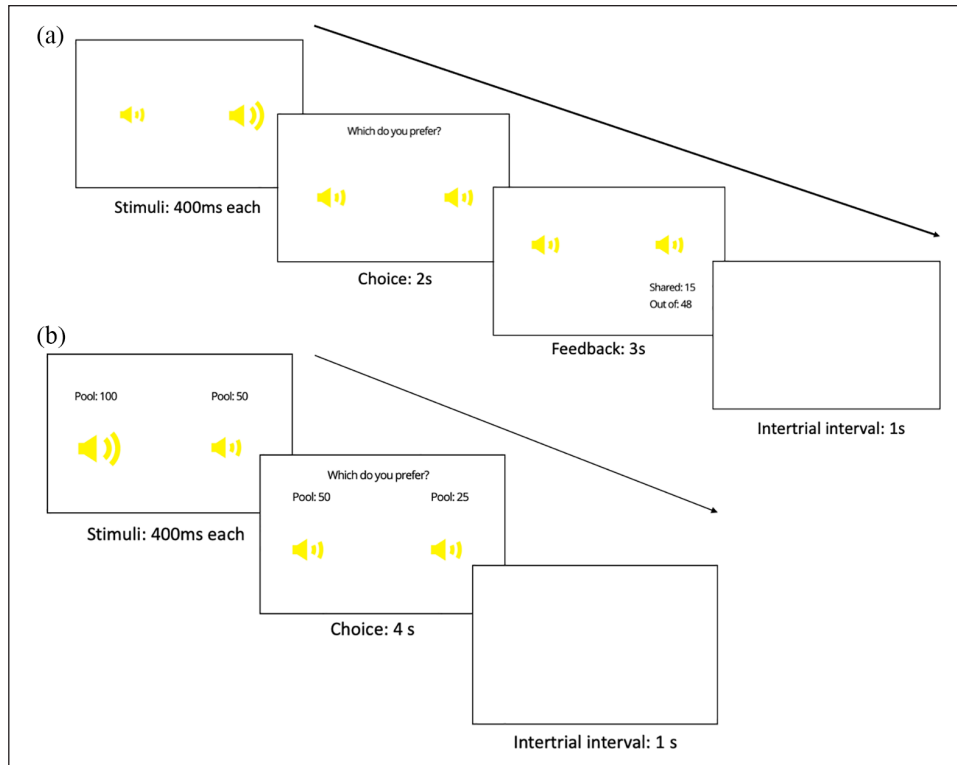 (a)
Stimuli: 400ms each
Which do you prefer?
Choice: 2s
Shared: 15
Out of: 48
Feedback: 3s
Intertrial interval: 1s
(b)
Pool: 100 Pool: 50
Stimuli: 400ms each
Which do you prefer?
Pool: 50 Pool: 25
Choice: 4 s
Intertrial interval: 1 s